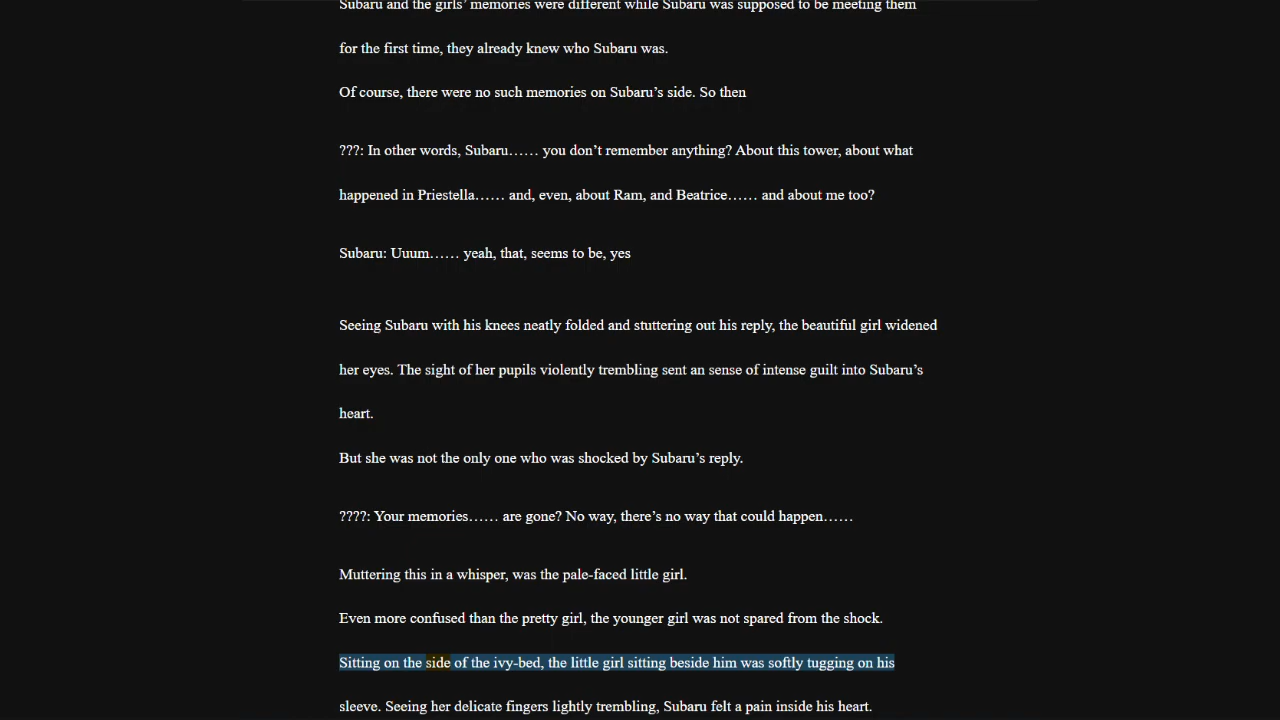 Subaru and the girls’ memories were different while Subaru was supposed to be meeting them
for the first time, they already knew who Subaru was.
Of course, there were no such memories on Subaru’s side. So then
???: In other words, Subaru…… you don’t remember anything? About this tower, about what
happened in Priestella…… and, even, about Ram, and Beatrice…… and about me too?
Subaru: Uuum…… yeah, that, seems to be, yes
Seeing Subaru with his knees neatly folded and stuttering out his reply, the beautiful girl widened
her eyes. The sight of her pupils violently trembling sent an sense of intense guilt into Subaru’s
heart.
But she was not the only one who was shocked by Subaru’s reply.
????: Your memories…… are gone? No way, there’s no way that could happen……
Muttering this in a whisper, was the pale-faced little girl.
Even more confused than the pretty girl, the younger girl was not spared from the shock.
Sitting on the side of the ivy-bed, the little girl sitting beside him was softly tugging on his
sleeve. Seeing her delicate fingers lightly trembling, Subaru felt a pain inside his heart.